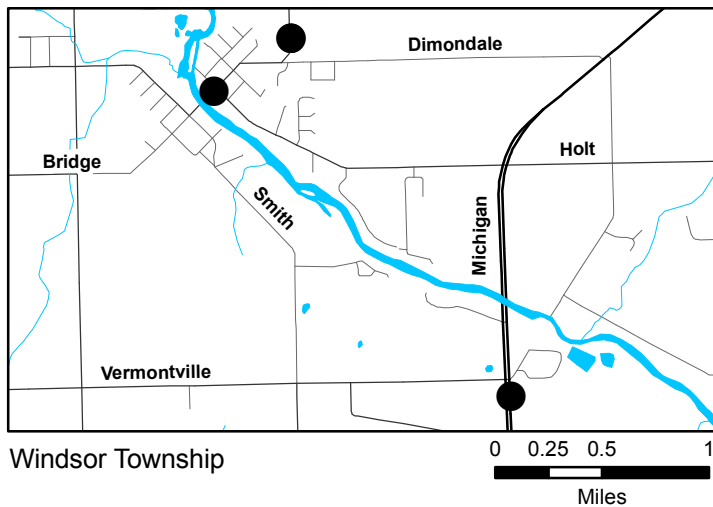 Dimondale
Bridge
Holt
Smith
Michigan
Vermontville
Windsor Township
0 0.25 0.5 1
Miles